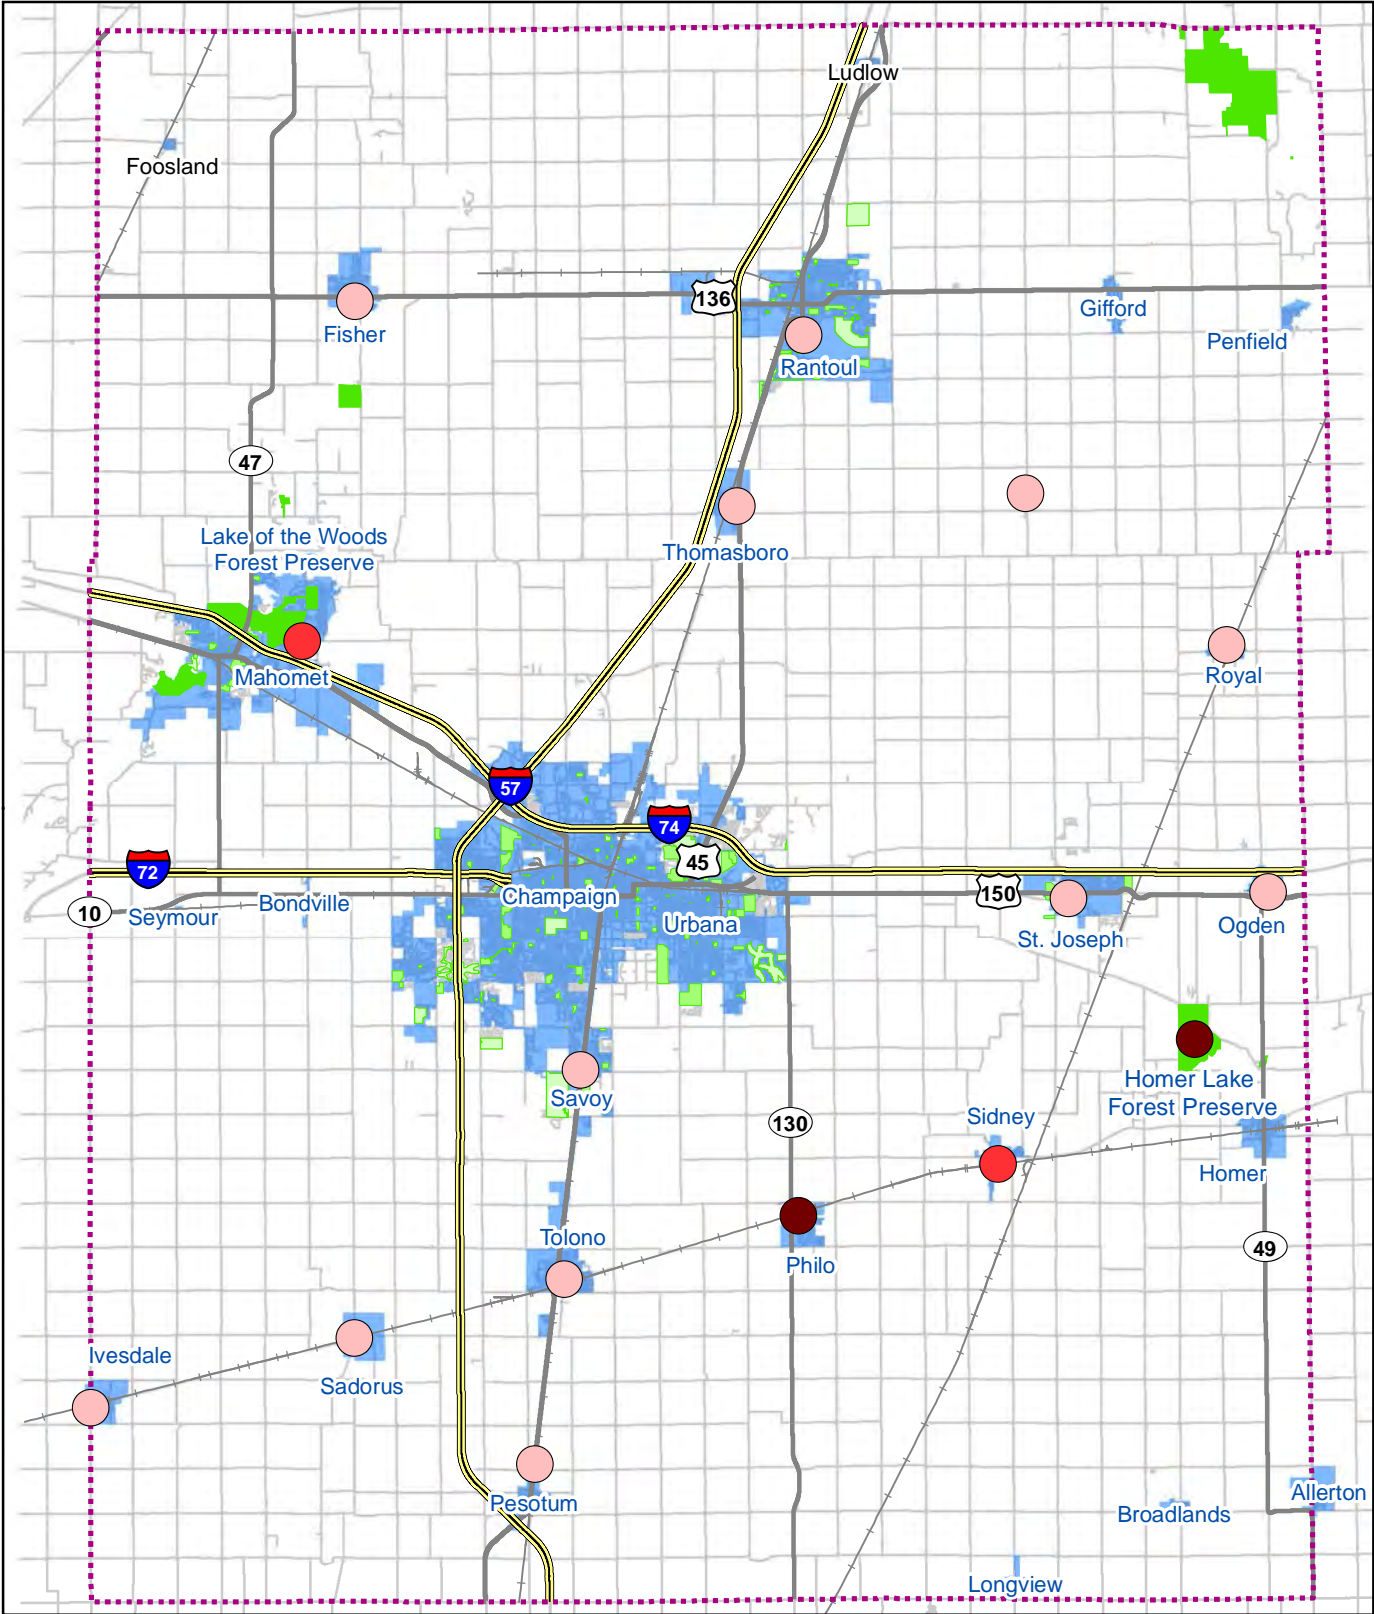 Ludlow
Foosland
136
Gifford
Fisher
Penfield
Rantoul
47
Lake of the Woods
Forest Preserve
Thomasboro
Mahomet
Royal
57
74
45
72
150
Champaign
Bondville
10
Seymour
Urbana
St. Joseph
Ogden
Homer Lake
Forest Preserve
Savoy
Sidney
130
Homer
Tolono
49
Philo
Ivesdale
Sadorus
Allerton
Pesotum
Broadlands
Longview